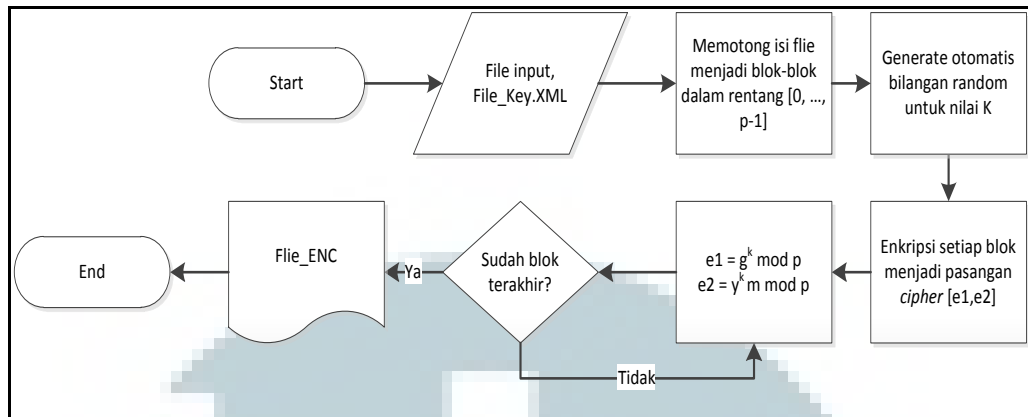 Start
File input,
File_Key.XML
Memotong isi flie
menjadi blok-blok
dalam rentang [0, ...,
p-1]
Generate otomatis
bilangan random
untuk nilai K
Enkripsi setiap blok
menjadi pasangan
cipher [e1,e2]
e1 = g^k mod p
e2 = y^k m mod p
Sudah blok
terakhir?
Ya
Tidak
Flie_ENC
End